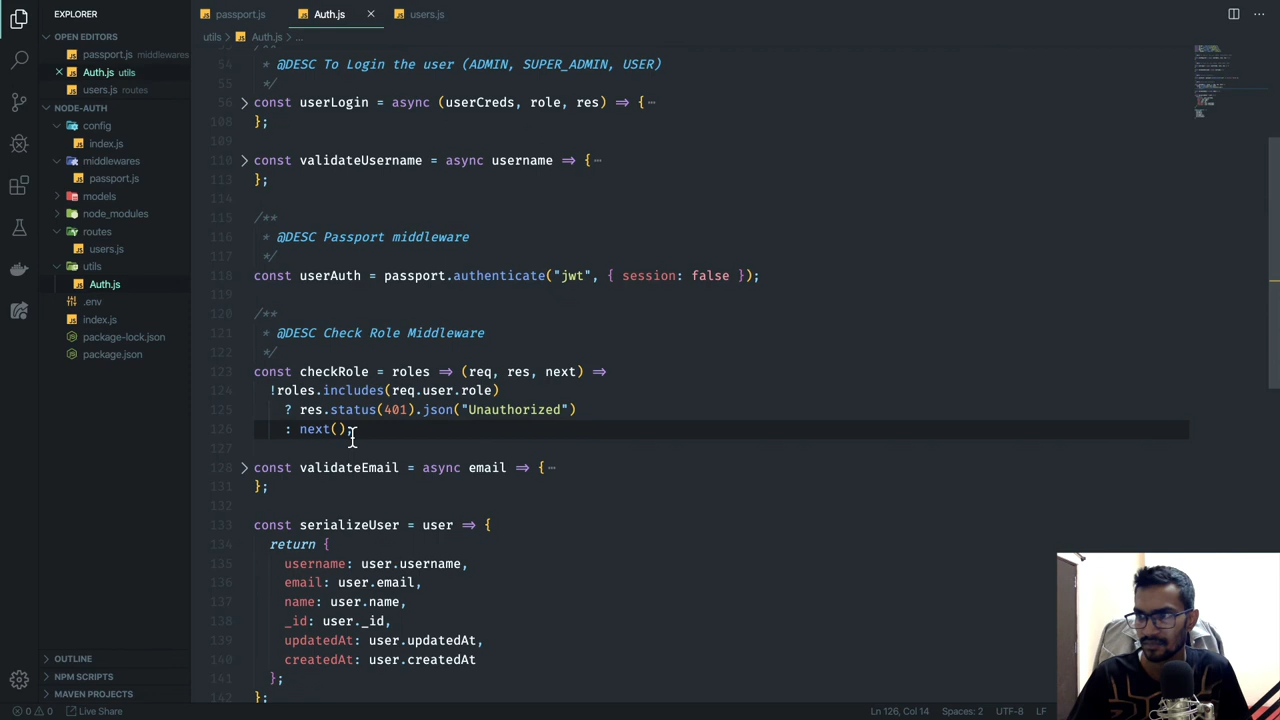 EXPLORER
OPEN EDITORS
passport.js middlewares
Auth.js utils
users.js routes
NODE-AUTH
config
index.js
middlewares
passport.js
models
node_modules
routes
users.js
utils
Auth.js
.env
index.js
package-lock.json
package.json
OUTLINE
NPM SCRIPTS
MAVEN PROJECTS
passport.js
Auth.js
users.js
utils > Auth.js > ...
54 * @DESC To Login the user (ADMIN, SUPER_ADMIN, USER)
55 */
56 const userLogin = async (userCreds, role, res) => {
108 };
109
110 const validateUsername = async username => {
113 };
114
115 /**
116 * @DESC Passport middleware
117 */
118 const userAuth = passport.authenticate("jwt", { session: false });
119
120 /**
121 * @DESC Check Role Middleware
122 */
123 const checkRole = roles => (req, res, next) =>
124 !roles.includes(req.user.role)
125 ? res.status(401).json("Unauthorized")
126 : next();
127
128 const validateEmail = async email => {
131 };
132
133 const serializeUser = user => {
134 return {
135 username: user.username,
136 email: user.email,
137 name: user.name,
138 _id: user._id,
139 updatedAt: user.updatedAt,
140 createdAt: user.createdAt
141 };
142 };
0 0 Live Share
Ln 126, Col 14 Spaces: 2 UTF-8 LF